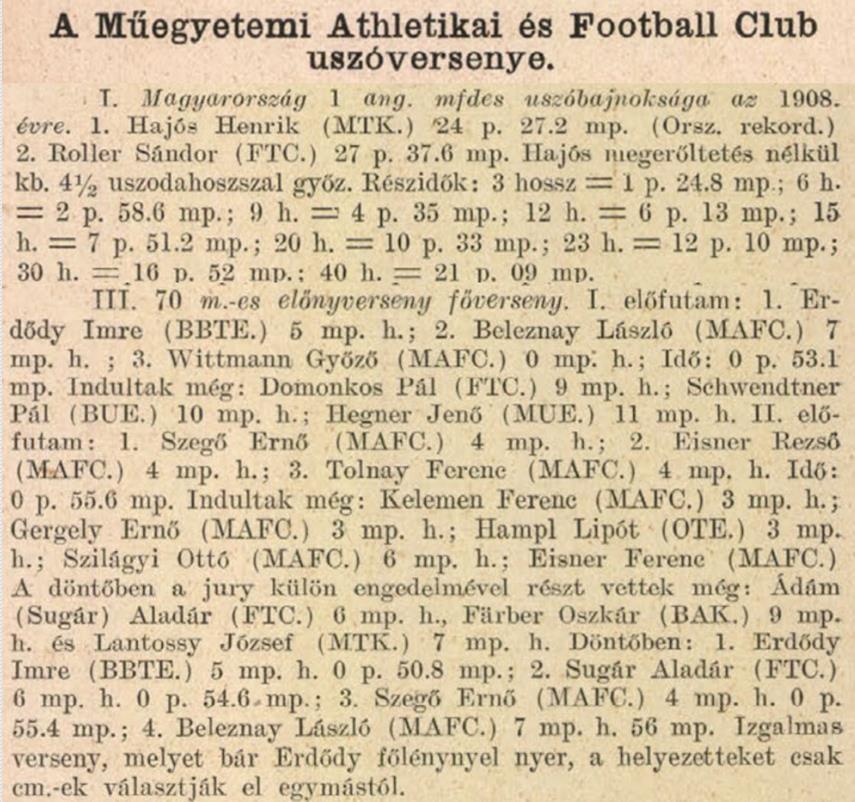 A Műegyetemi Athletikai és Football Club
uszóversenye.
I. Magyarország 1 ang. mfdes uszóbajnoksága az 1908.
évre. 1. Hajós Henrik (MTK.) 24 p. 27.2 mp. (Orsz. rekord.)
2. Roller Sándor (FTC.) 27 p. 37.6 mp. Hajós megerőltetés nélkül
kb. 4½ uszodahoszszal győz. Részidők: 3 hossz = 1 p. 24.8 mp.; 6 h.
= 2 p. 58.6 mp.; 9 h. = 4 p. 35 mp.; 12 h. = 6 p. 13 mp.; 15
h. = 7 p. 51.2 mp.; 20 h. = 10 p. 33 mp.; 23 h. = 12 p. 10 mp.;
30 h. = 16 p. 52 mp.; 40 h. = 21 p. 09 mp.
III. 70 m.-es előnyverseny főverseny. I. előfutam: 1. Er-
dődy Imre (BBTE.) 5 mp. h.; 2. Beleznay László (MAFC.) 7
mp. h. ; 3. Wittmann Győző (MAFC.) 0 mp. h.; Idő: 0 p. 53.1
mp. Indultak még: Domonkos Pál (FTC.) 9 mp. h.; Schwendtner
Pál (BUE.) 10 mp. h.; Hegner Jenő (MUE.) 11 mp. h. II. elő-
futam: 1. Szegő Ernő (MAFC.) 4 mp. h.; 2. Eisner Rezső
(MAFC.) 4 mp. h.; 3. Tolnay Ferenc (MAFC.) 4 mp. h. Idő:
0 p. 55.6 mp. Indultak még: Kelemen Ferenc (MAFC.) 3 mp. h.;
Gergely Ernő (MAFC.) 3 mp. h.; Hampl Lipót (OTE.) 3 mp.
h.; Szilágyi Ottó (MAFC.) 6 mp. h.; Eisner Ferenc (MAFC.)
A döntőben a jury külön engedelmével részt vettek még: Ádám
(Sugár) Aladár (FTC.) 6 mp. h., Färber Oszkár (BAK.) 9 mp.
h. és Lantossy József (MTK.) 7 mp. h. Döntőben: 1. Erdődy
Imre (BBTE.) 5 mp. h. 0 p. 50.8 mp.; 2. Sugár Aladár (FTC.)
6 mp. h. 0 p. 54.6 mp.; 3. Szegő Ernő (MAFC.) 4 mp. h. 0 p.
55.4 mp.; 4. Beleznay László (MAFC.) 7 mp. h. 56 mp. Izgalmas
verseny, melyet bár Erdődy fölénynyel nyer, a helyezetteket csak
cm.-ek választják el egymástól.